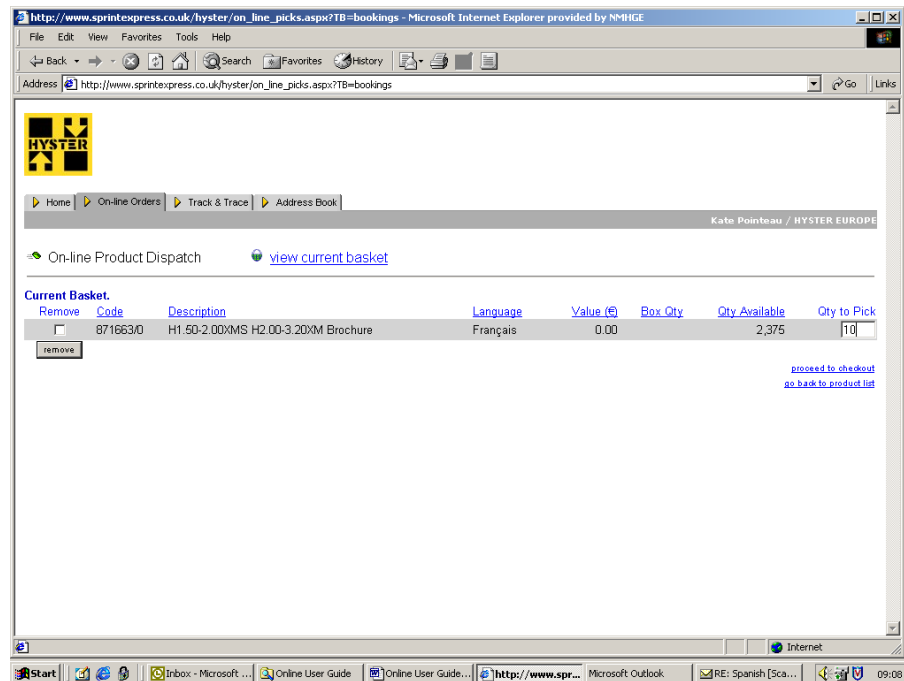 http://www.sprintexpress.co.uk/hyster/on_line_picks.aspx?TB=bookings - Microsoft Internet Explorer provided by NMHGE
File Edit View Favorites Tools Help
Back Search Favorites History
Address http://www.sprintexpress.co.uk/hyster/on_line_picks.aspx?TB=bookings Go Links
HYSTER
Home On-line Orders Track & Trace Address Book
Kate Pointeau / HYSTER EUROPE
On-line Product Dispatch view current basket
Current Basket.
Remove Code Description Language Value (€) Box Qty Qty Available Qty to Pick
871663/0 H1.50-2.00XMS H2.00-3.20XM Brochure Français 0.00 2,375 10
remove
proceed to checkout
go back to product list
Internet
Start Inbox - Microsoft ... Online User Guide Online User Guide... http://www.spr... Microsoft Outlook RE: Spanish [Sca... 09:08